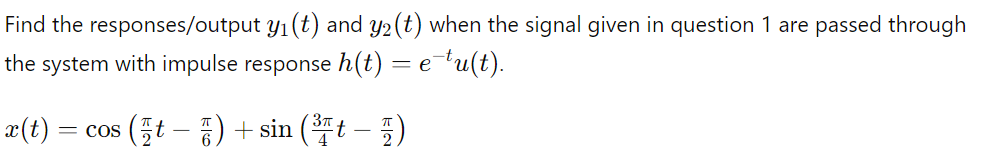 Find the responses/output y₁(t) and y₂(t) when the signal given in question 1 are passed through
the system with impulse response h(t) = e⁻ᵗu(t).
x(t) = cos (π/2 t − π/6) + sin (3π/4 t − π/2)